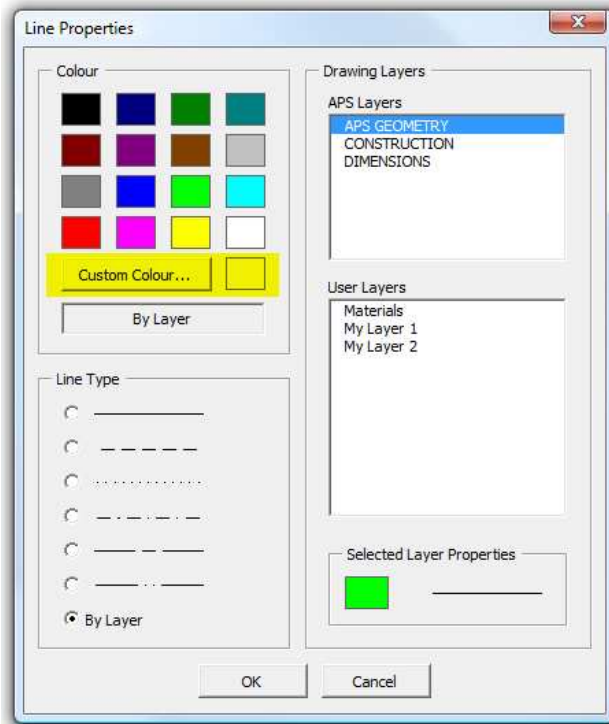 Line Properties
Colour
Custom Colour...
By Layer
Line Type
By Layer
Drawing Layers
APS Layers
APS GEOMETRY
CONSTRUCTION
DIMENSIONS
User Layers
Materials
My Layer 1
My Layer 2
Selected Layer Properties
OK
Cancel